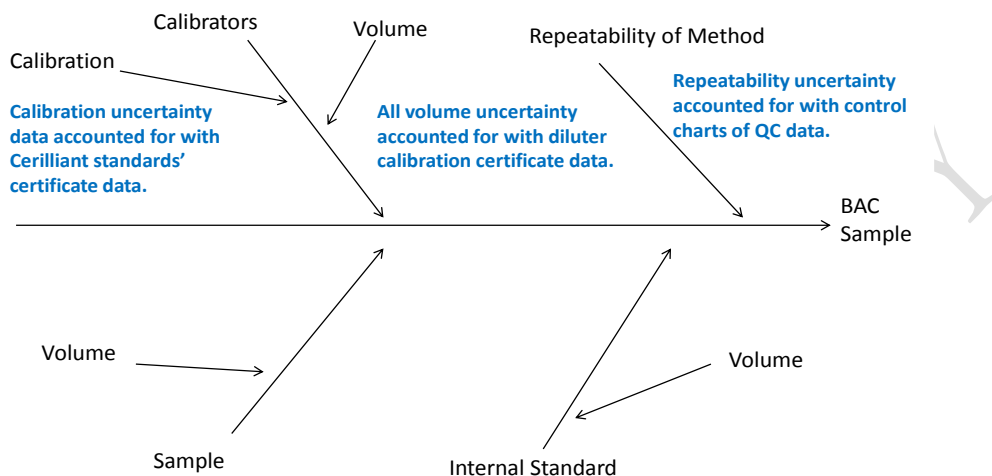 Calibrators
Volume
Repeatability of Method
Calibration
Calibration uncertainty
data accounted for with
Cerilliant standards’
certificate data.
All volume uncertainty
accounted for with diluter
calibration certificate data.
Repeatability uncertainty
accounted for with control
charts of QC data.
BAC
Sample
Volume
Volume
Sample
Internal Standard